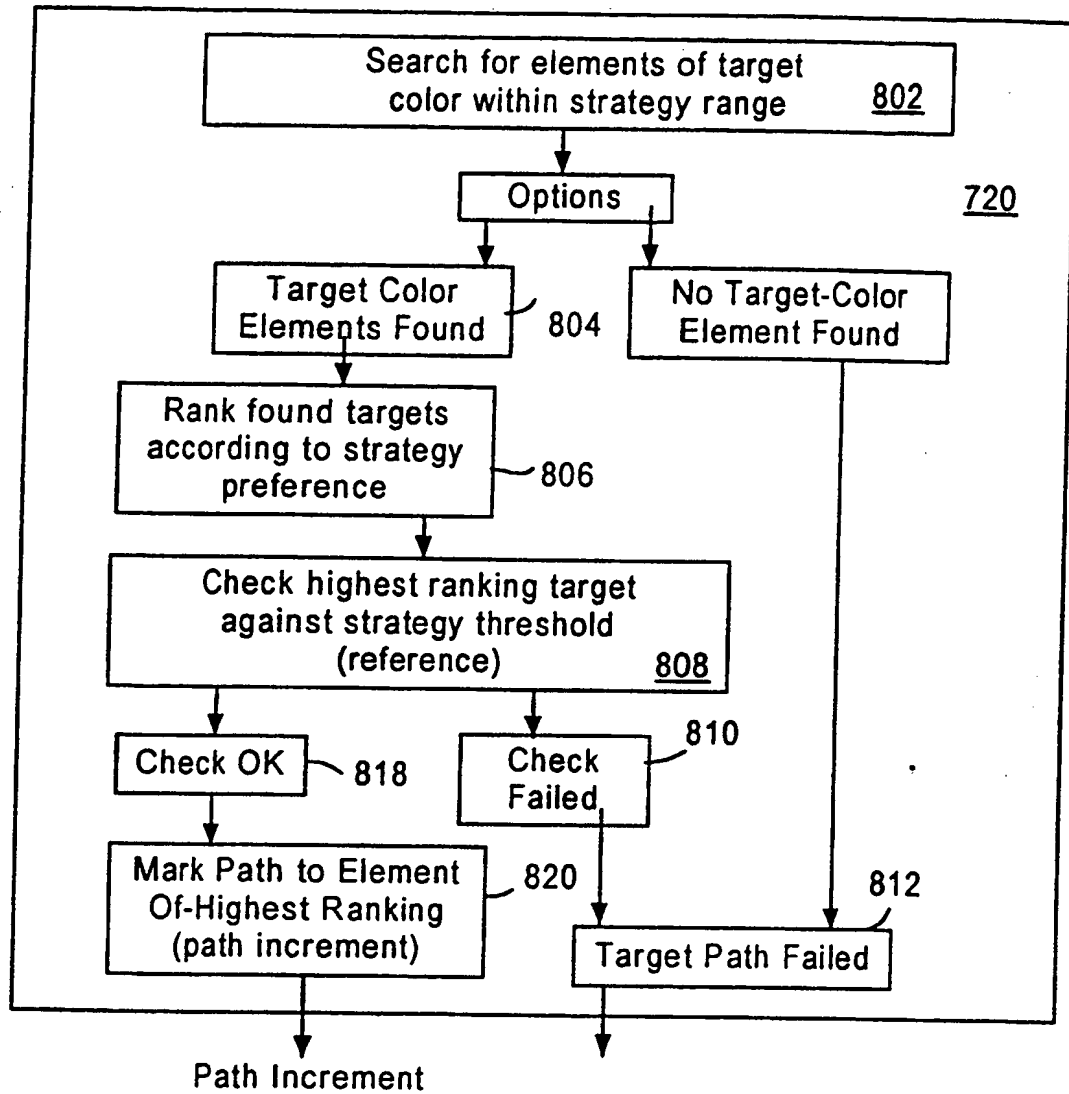 Search for elements of target
color within strategy range 802
Options
720
Target Color
Elements Found
804
No Target-Color
Element Found
Rank found targets
according to strategy
preference
806
Check highest ranking target
against strategy threshold
(reference)
808
Check OK
818
Check
Failed
810
Mark Path to Element
Of-Highest Ranking
(path increment)
820
812
Target Path Failed
Path Increment